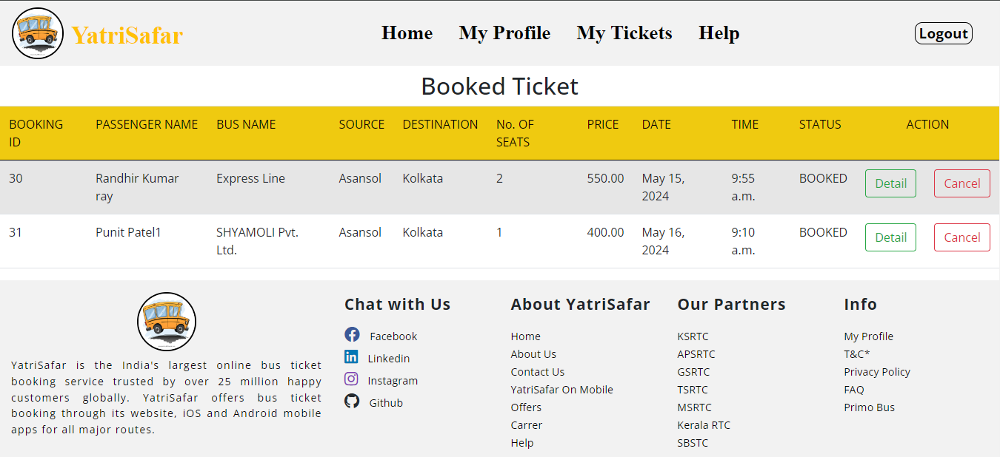 YatriSafar
Home My Profile My Tickets Help
Logout
Booked Ticket
BOOKING ID PASSENGER NAME BUS NAME SOURCE DESTINATION No. OF SEATS PRICE DATE TIME STATUS ACTION
30 Randhir Kumar ray Express Line Asansol Kolkata 2 550.00 May 15, 2024 9:55 a.m. BOOKED Detail Cancel
31 Punit Patel1 SHYAMOLI Pvt. Ltd. Asansol Kolkata 1 400.00 May 16, 2024 9:10 a.m. BOOKED Detail Cancel
YatriSafar is the India's largest online bus ticket
booking service trusted by over 25 million happy
customers globally. YatriSafar offers bus ticket
booking through its website, iOS and Android mobile
apps for all major routes.
Chat with Us
Facebook
Linkedin
Instagram
Github
About YatriSafar
Home
About Us
Contact Us
YatriSafar On Mobile
Offers
Carrer
Help
Our Partners
KSRTC
APSRTC
GSRTC
TSRTC
MSRTC
Kerala RTC
SBSTC
Info
My Profile
T&C*
Privacy Policy
FAQ
Primo Bus